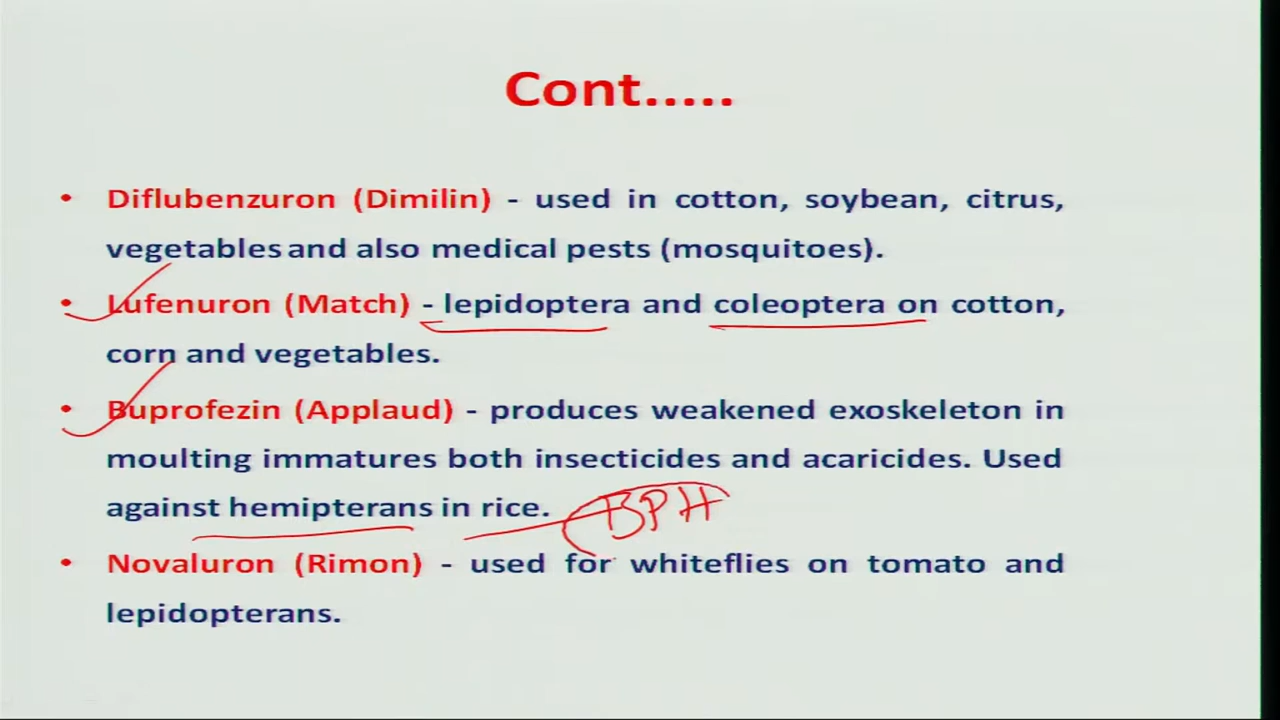 Cont.....
• Diflubenzuron (Dimilin) - used in cotton, soybean, citrus,
vegetables and also medical pests (mosquitoes).
• Lufenuron (Match) - lepidoptera and coleoptera on cotton,
corn and vegetables.
• Buprofezin (Applaud) - produces weakened exoskeleton in
moulting immatures both insecticides and acaricides. Used
against hemipterans in rice. BPH
• Novaluron (Rimon) - used for whiteflies on tomato and
lepidopterans.